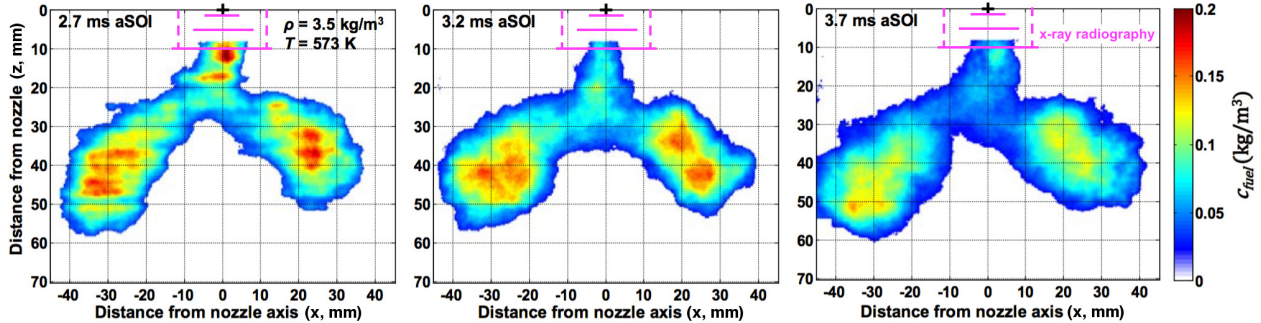 2.7 ms aSOI
ρ = 3.5 kg/m³
T = 573 K
3.2 ms aSOI
3.7 ms aSOI
x-ray radiography
Distance from nozzle (z, mm)
10
20
30
40
50
60
70
-40 -30 -20 -10 0 10 20 30 40
Distance from nozzle axis (x, mm)
10
20
30
40
50
60
70
-40 -30 -20 -10 0 10 20 30 40
Distance from nozzle axis (x, mm)
0
10
20
30
40
50
60
70
-40 -30 -20 -10 0 10 20 30 40
Distance from nozzle axis (x, mm)
0.2
0.15
0.1
0.05
0
c_fuel (kg/m³)